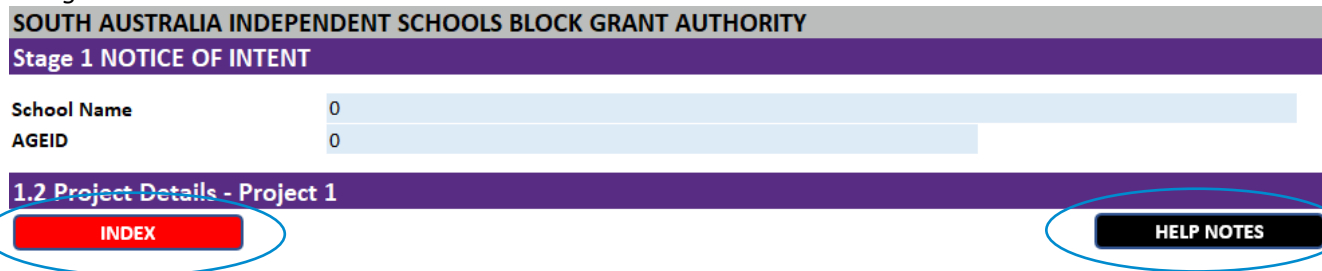 SOUTH AUSTRALIA INDEPENDENT SCHOOLS BLOCK GRANT AUTHORITY
Stage 1 NOTICE OF INTENT
School Name 0
AGEID 0
1.2 Project Details - Project 1
INDEX HELP NOTES